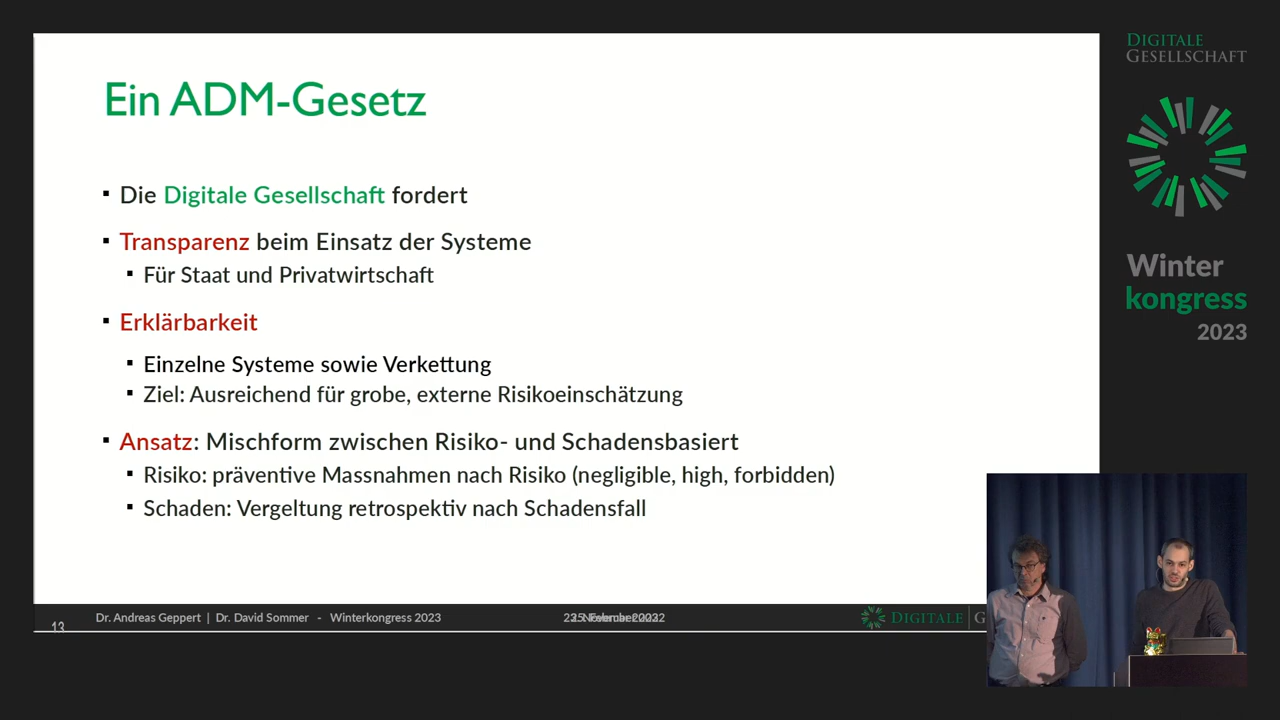 Ein ADM-Gesetz
Die Digitale Gesellschaft fordert
Transparenz beim Einsatz der Systeme
Für Staat und Privatwirtschaft
Erklärbarkeit
Einzelne Systeme sowie Verkettung
Ziel: Ausreichend für grobe, externe Risikoeinschätzung
Ansatz: Mischform zwischen Risiko- und Schadensbasiert
Risiko: präventive Massnahmen nach Risiko (negligible, high, forbidden)
Schaden: Vergeltung retrospektiv nach Schadensfall
13
Dr. Andreas Geppert | Dr. David Sommer - Winterkongress 2023
DIGITALE
DIGITALE
GESELLSCHAFT
Winter
kongress
2023